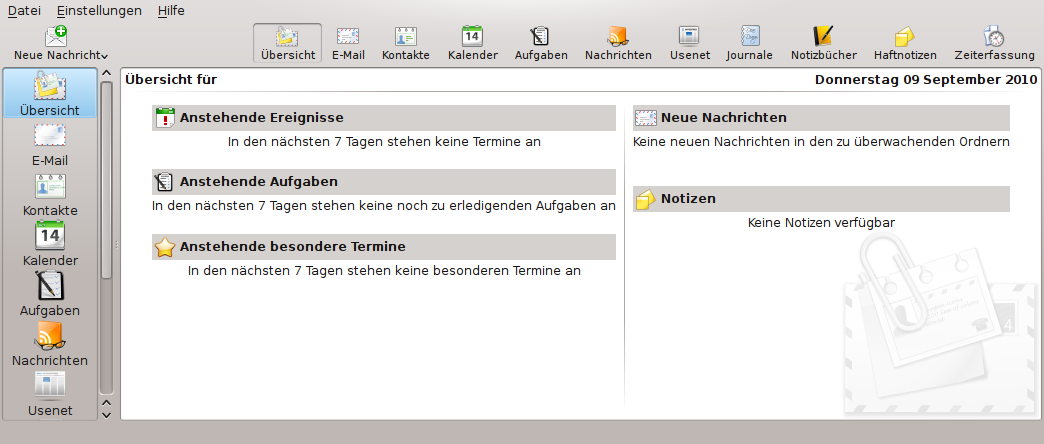 Datei Einstellungen Hilfe
Neue Nachricht
Übersicht E-Mail Kontakte 14 Kalender Aufgaben Nachrichten Usenet Journale Notizbücher Haftnotizen Zeiterfassung
Übersicht
E-Mail
Kontakte
14
Kalender
Aufgaben
Nachrichten
Usenet
Übersicht für Donnerstag 09 September 2010
Anstehende Ereignisse
In den nächsten 7 Tagen stehen keine Termine an
Anstehende Aufgaben
In den nächsten 7 Tagen stehen keine noch zu erledigenden Aufgaben an
Anstehende besondere Termine
In den nächsten 7 Tagen stehen keine besonderen Termine an
Neue Nachrichten
Keine neuen Nachrichten in den zu überwachenden Ordnern
Notizen
Keine Notizen verfügbar
4